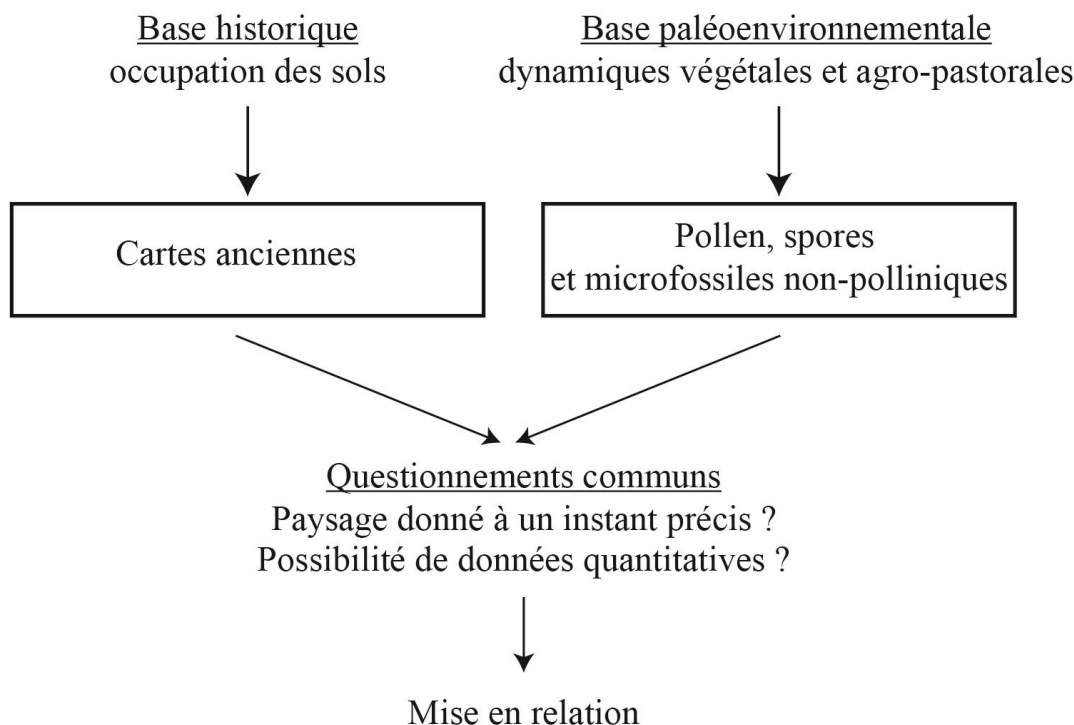 Base historique
occupation des sols
Base paléoenvironnementale
dynamiques végétales et agro-pastorales
Cartes anciennes
Pollen, spores
et microfossiles non-polliniques
Questionnements communs
Paysage donné à un instant précis ?
Possibilité de données quantitatives ?
Mise en relation